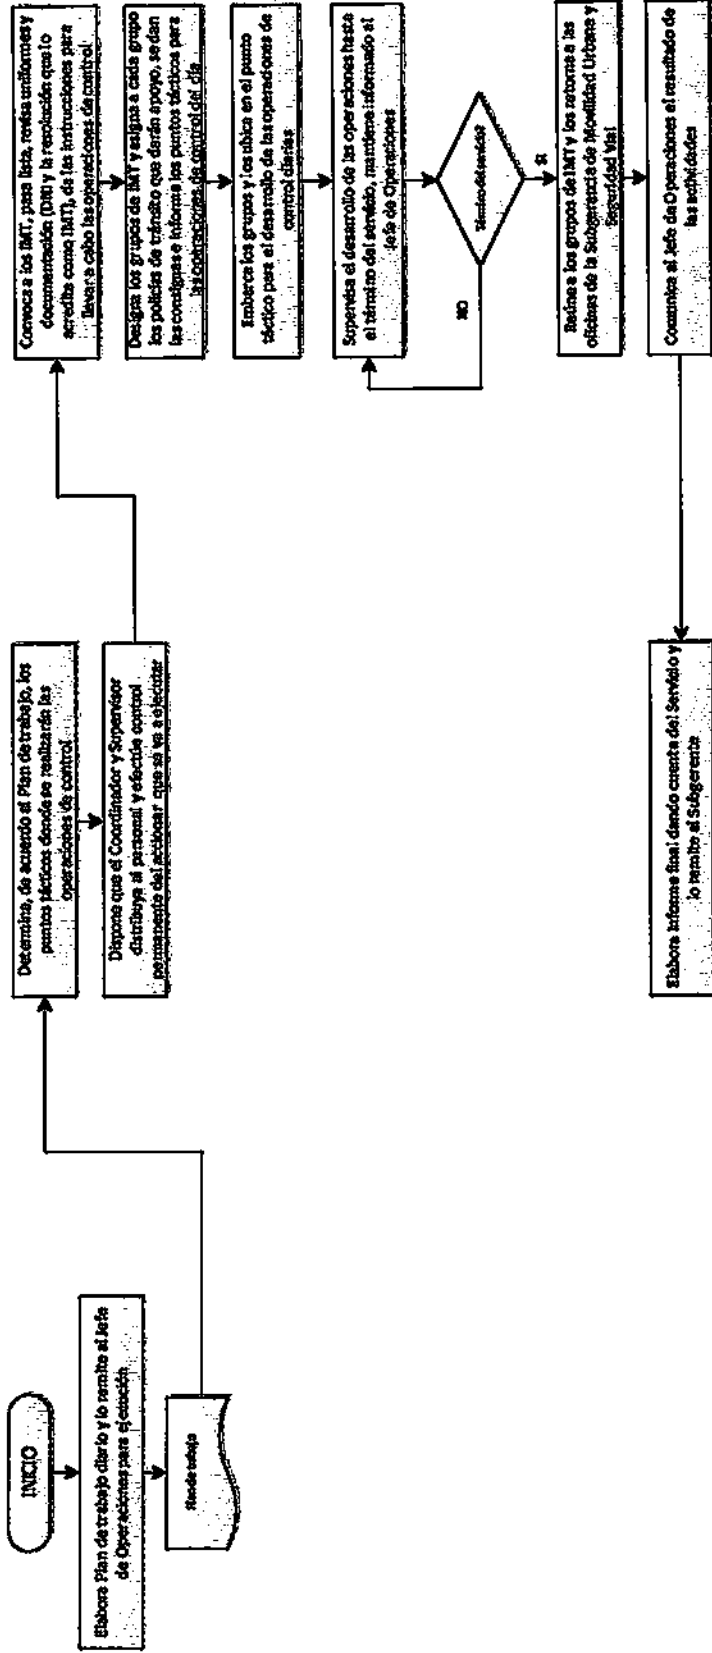 INICIO
Elabora Plan de trabajo diario y lo remite al Jefe
de Operaciones para ejecución
Plan de trabajo
Determina, de acuerdo al Plan de trabajo, los
puntos tácticos donde se realizarán las
operaciones de control
Dispone que el Coordinador y Supervisor
distribuya al personal y efectúe control
permanente del accionar que se va a ejecutar
Convoca a los IMT, pasa lista, revisa uniformes y
documentación (DNI y la resolución que lo
acredita como IMT), da las instrucciones para
llevar a cabo las operaciones de control
Designa los grupos de IMT y asigna a cada grupo
los policías de tránsito que darán apoyo, se dan
las consignas e informa los puntos tácticos para
las operaciones de control del día
Embarca los grupos y los ubica en el punto
táctico para el desarrollo de las operaciones de
control diarias
Supervisa el desarrollo de las operaciones hasta
el término del servicio, mantiene informado al
Jefe de Operaciones
Término del servicio?
NO
SI
Reúne a los grupos de IMT y los retorna a las
oficinas de la Subgerencia de Movilidad Urbana y
Seguridad Vial
Comunica al Jefe de Operaciones el resultado de
las actividades
Elabora informe final dando cuenta del Servicio y
lo remite al Subgerente